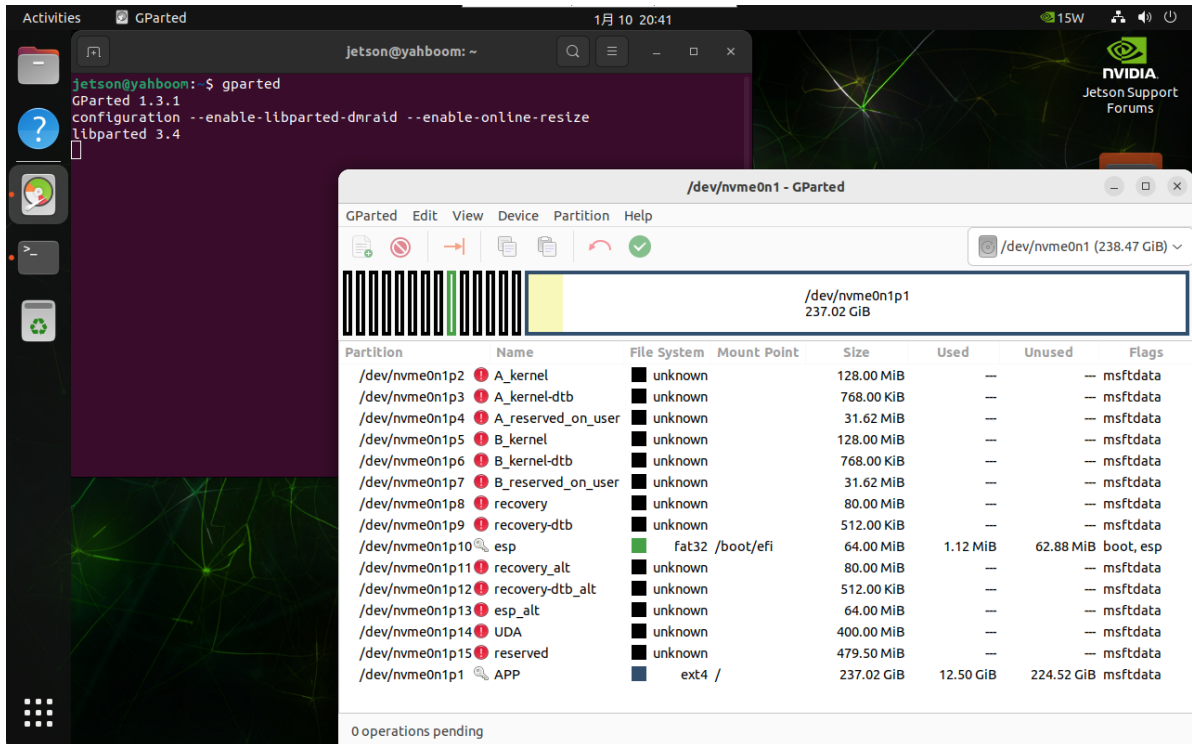 Activities GParted 1月 10 20:41 15W
jetson@yahboom: ~
jetson@yahboom:~$ gparted
GParted 1.3.1
configuration --enable-libparted-dmraid --enable-online-resize
libparted 3.4
NVIDIA.
Jetson Support
Forums
/dev/nvme0n1 - GParted
GParted Edit View Device Partition Help
/dev/nvme0n1 (238.47 GiB)
/dev/nvme0n1p1
237.02 GiB
Partition Name File System Mount Point Size Used Unused Flags
/dev/nvme0n1p2 A_kernel unknown 128.00 MiB --- --- msftdata
/dev/nvme0n1p3 A_kernel-dtb unknown 768.00 KiB --- --- msftdata
/dev/nvme0n1p4 A_reserved_on_user unknown 31.62 MiB --- --- msftdata
/dev/nvme0n1p5 B_kernel unknown 128.00 MiB --- --- msftdata
/dev/nvme0n1p6 B_kernel-dtb unknown 768.00 KiB --- --- msftdata
/dev/nvme0n1p7 B_reserved_on_user unknown 31.62 MiB --- --- msftdata
/dev/nvme0n1p8 recovery unknown 80.00 MiB --- --- msftdata
/dev/nvme0n1p9 recovery-dtb unknown 512.00 KiB --- --- msftdata
/dev/nvme0n1p10 esp fat32 /boot/efi 64.00 MiB 1.12 MiB 62.88 MiB boot, esp
/dev/nvme0n1p11 recovery_alt unknown 80.00 MiB --- --- msftdata
/dev/nvme0n1p12 recovery-dtb_alt unknown 512.00 KiB --- --- msftdata
/dev/nvme0n1p13 esp_alt unknown 64.00 MiB --- --- msftdata
/dev/nvme0n1p14 UDA unknown 400.00 MiB --- --- msftdata
/dev/nvme0n1p15 reserved unknown 479.50 MiB --- --- msftdata
/dev/nvme0n1p1 APP ext4 / 237.02 GiB 12.50 GiB 224.52 GiB msftdata
0 operations pending